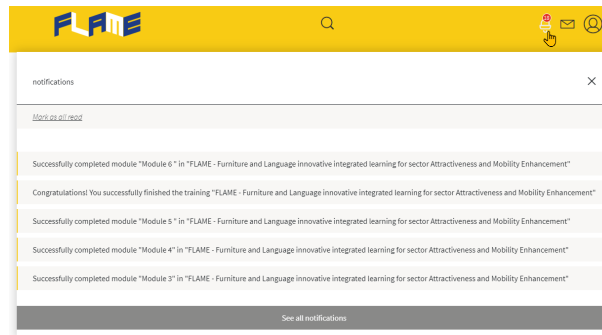 FLAME
notifications
Mark as all read
Successfully completed module "Module 6 " in "FLAME - Furniture and Language innovative integrated learning for sector Attractiveness and Mobility Enhancement"
Congratulations! You successfully finished the training "FLAME - Furniture and Language innovative integrated learning for sector Attractiveness and Mobility Enhancement"
Successfully completed module "Module 5 " in "FLAME - Furniture and Language innovative integrated learning for sector Attractiveness and Mobility Enhancement"
Successfully completed module "Module 4" in "FLAME - Furniture and Language innovative integrated learning for sector Attractiveness and Mobility Enhancement"
Successfully completed module "Module 3" in "FLAME - Furniture and Language innovative integrated learning for sector Attractiveness and Mobility Enhancement"
See all notifications